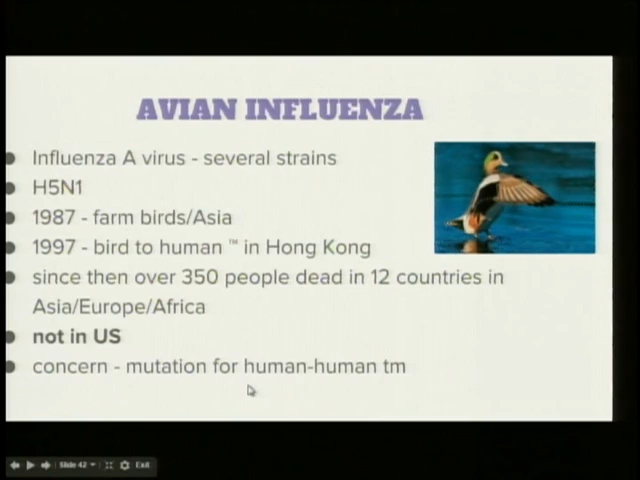 AVIAN INFLUENZA
Influenza A virus - several strains
H5N1
1987 - farm birds/Asia
1997 - bird to human ™ in Hong Kong
since then over 350 people dead in 12 countries in
Asia/Europe/Africa
not in US
concern - mutation for human-human tm
Slide 42
Exit